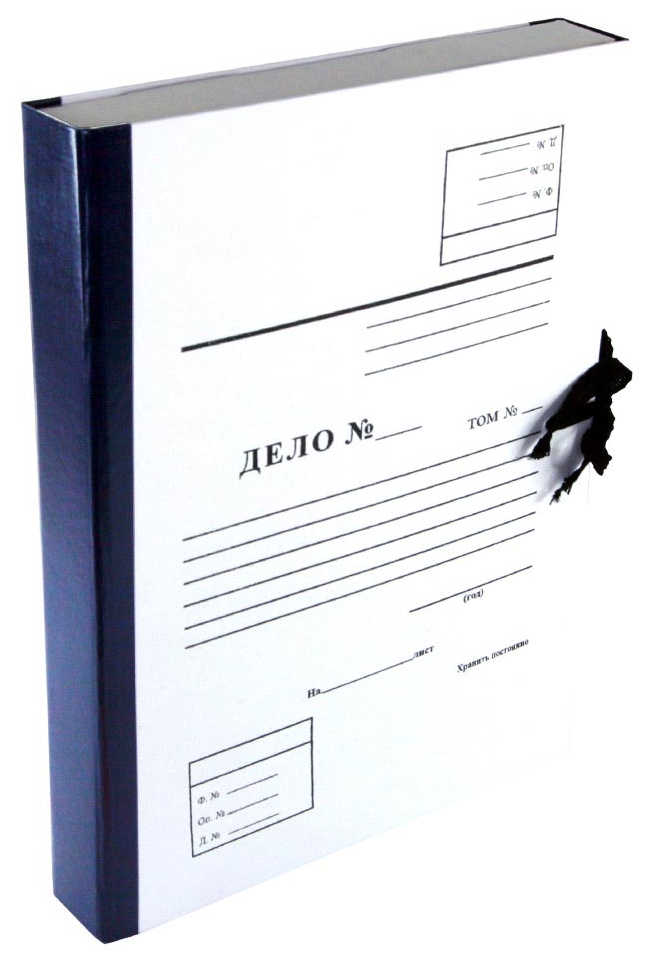 Д. №
Оп. №
Ф. №
ДЕЛО № ТОМ №
(год)
На лист
Хранить постоянно
Ф. №
Оп. №
Д. №